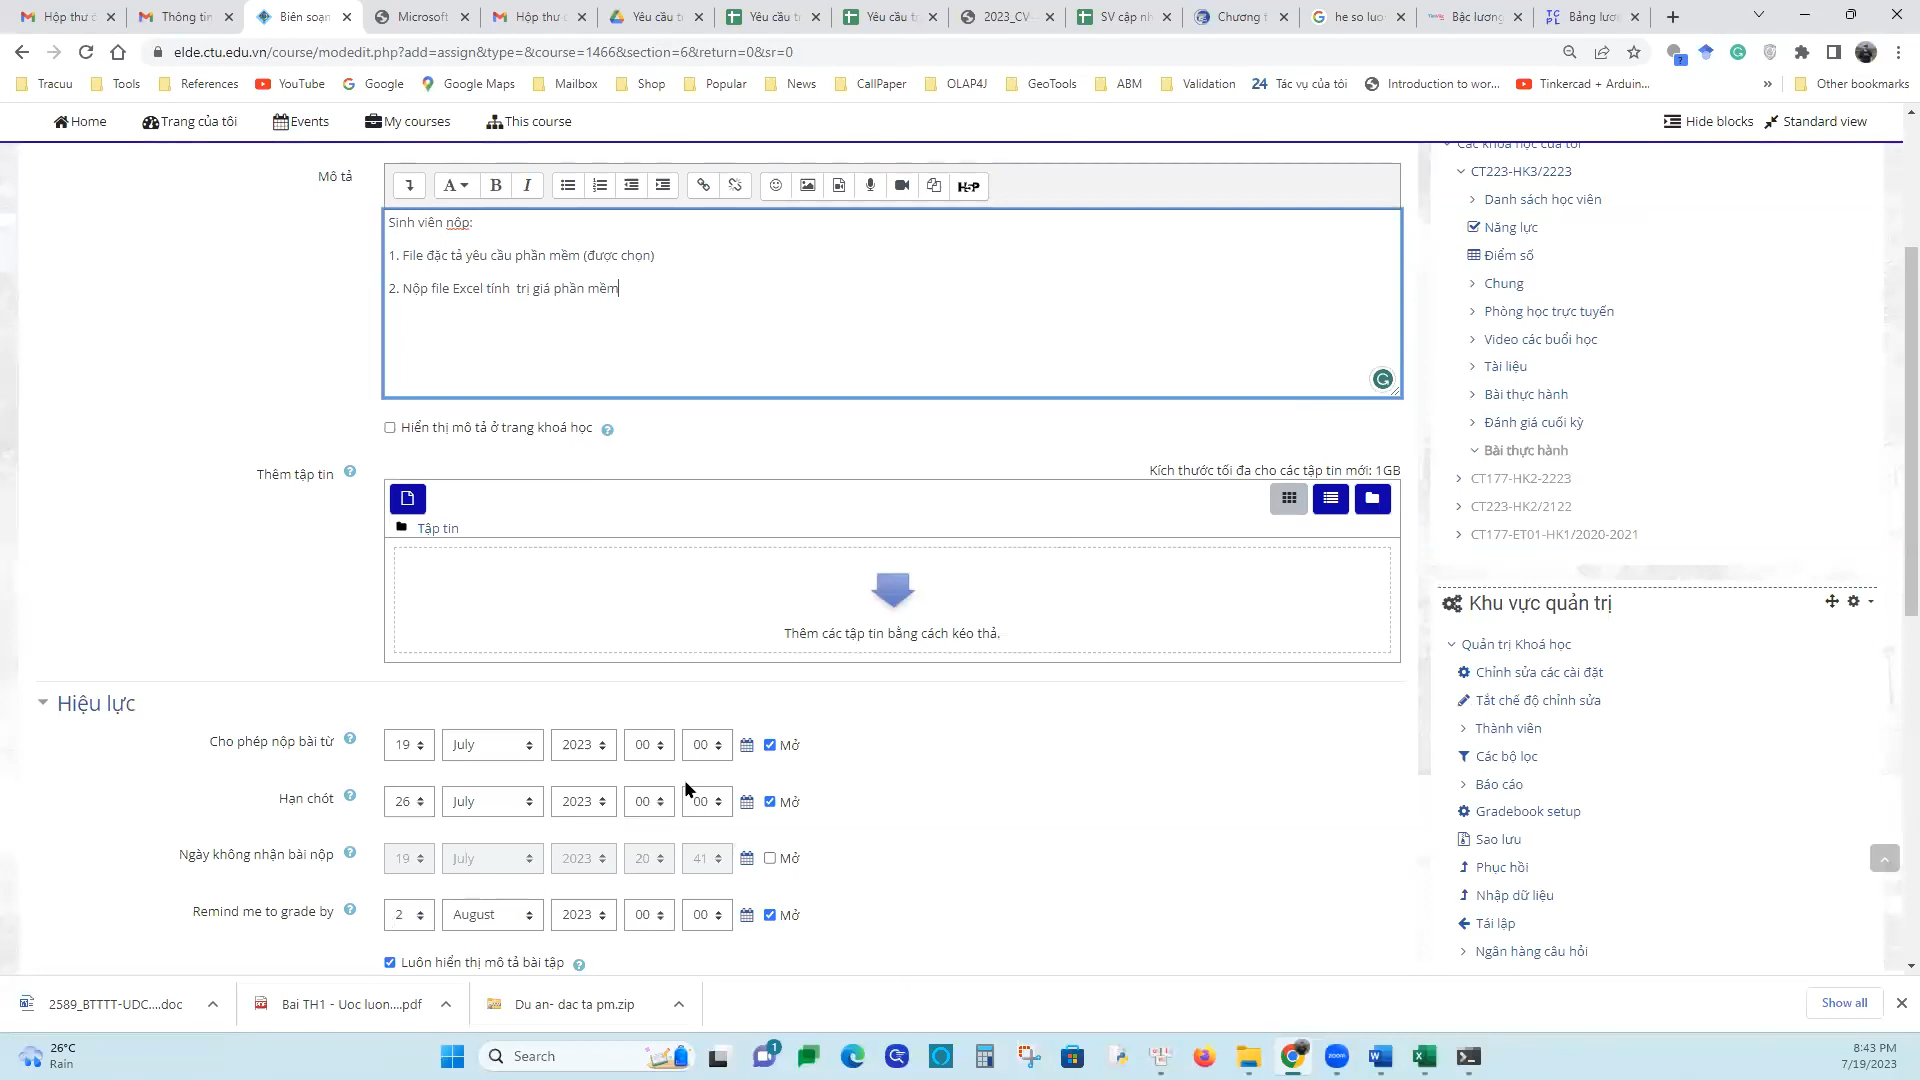 Hộp thư đ
Thông tin
Biên soạn
Microsoft
Hộp thư c
Yêu cầu t
Yêu cầu t
Yêu cầu t
2023_CV-
SV cập nh
Chương t
he so luo
Bậc lương
Bảng lươ
elde.ctu.edu.vn/course/modedit.php?add=assign&type=&course=1466&section=6&return=0&sr=0
Tracuu
Tools
References
YouTube
Google
Google Maps
Mailbox
Shop
Popular
News
CallPaper
OLAP4J
GeoTools
ABM
Validation
24 Tác vụ của tôi
Introduction to wor...
Tinkercad + Arduin...
Other bookmarks
Home
Trang của tôi
Events
My courses
This course
Hide blocks
Standard view
Mô tả
Sinh viên nộp:
1. File đặc tả yêu cầu phần mềm (được chọn)
2. Nộp file Excel tính  trị giá phần mềm
Hiển thị mô tả ở trang khoá học
Thêm tập tin
Kích thước tối đa cho các tập tin mới: 1GB
Tập tin
Thêm các tập tin bằng cách kéo thả.
Hiệu lực
Cho phép nộp bài từ
19 July 2023 00 00 Mở
Hạn chót
26 July 2023 00 00 Mở
Ngày không nhận bài nộp
19 July 2023 20 41 Mở
Remind me to grade by
2 August 2023 00 00 Mở
Luôn hiển thị mô tả bài tập
Các khoá học của tôi
CT223-HK3/2223
Danh sách học viên
Năng lực
Điểm số
Chung
Phòng học trực tuyến
Video các buổi học
Tài liệu
Bài thực hành
Đánh giá cuối kỳ
Bài thực hành
CT177-HK2-2223
CT223-HK2/2122
CT177-ET01-HK1/2020-2021
Khu vực quản trị
Quản trị Khoá học
Chỉnh sửa các cài đặt
Tắt chế độ chỉnh sửa
Thành viên
Các bộ lọc
Báo cáo
Gradebook setup
Sao lưu
Phục hồi
Nhập dữ liệu
Tái lập
Ngân hàng câu hỏi
2589_BTTTT-UDC....doc
Bai TH1 - Uoc luon....pdf
Du an- dac ta pm.zip
Show all
26°C
Rain
Search
8:43 PM
7/19/2023